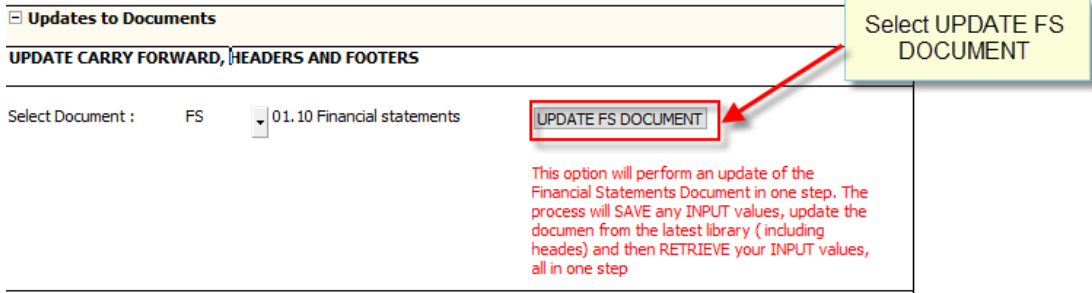 Updates to Documents
Select UPDATE FS
DOCUMENT
UPDATE CARRY FORWARD, HEADERS AND FOOTERS
Select Document : FS 01.10 Financial statements UPDATE FS DOCUMENT
This option will perform an update of the
Financial Statements Document in one step. The
process will SAVE any INPUT values, update the
documen from the latest library ( including
heades) and then RETRIEVE your INPUT values,
all in one step